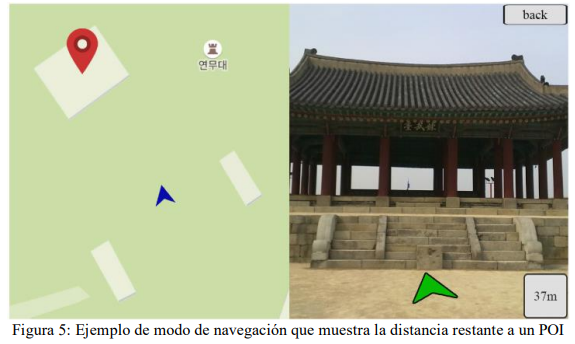 연무대
back
37m
Figura 5: Ejemplo de modo de navegación que muestra la distancia restante a un POI